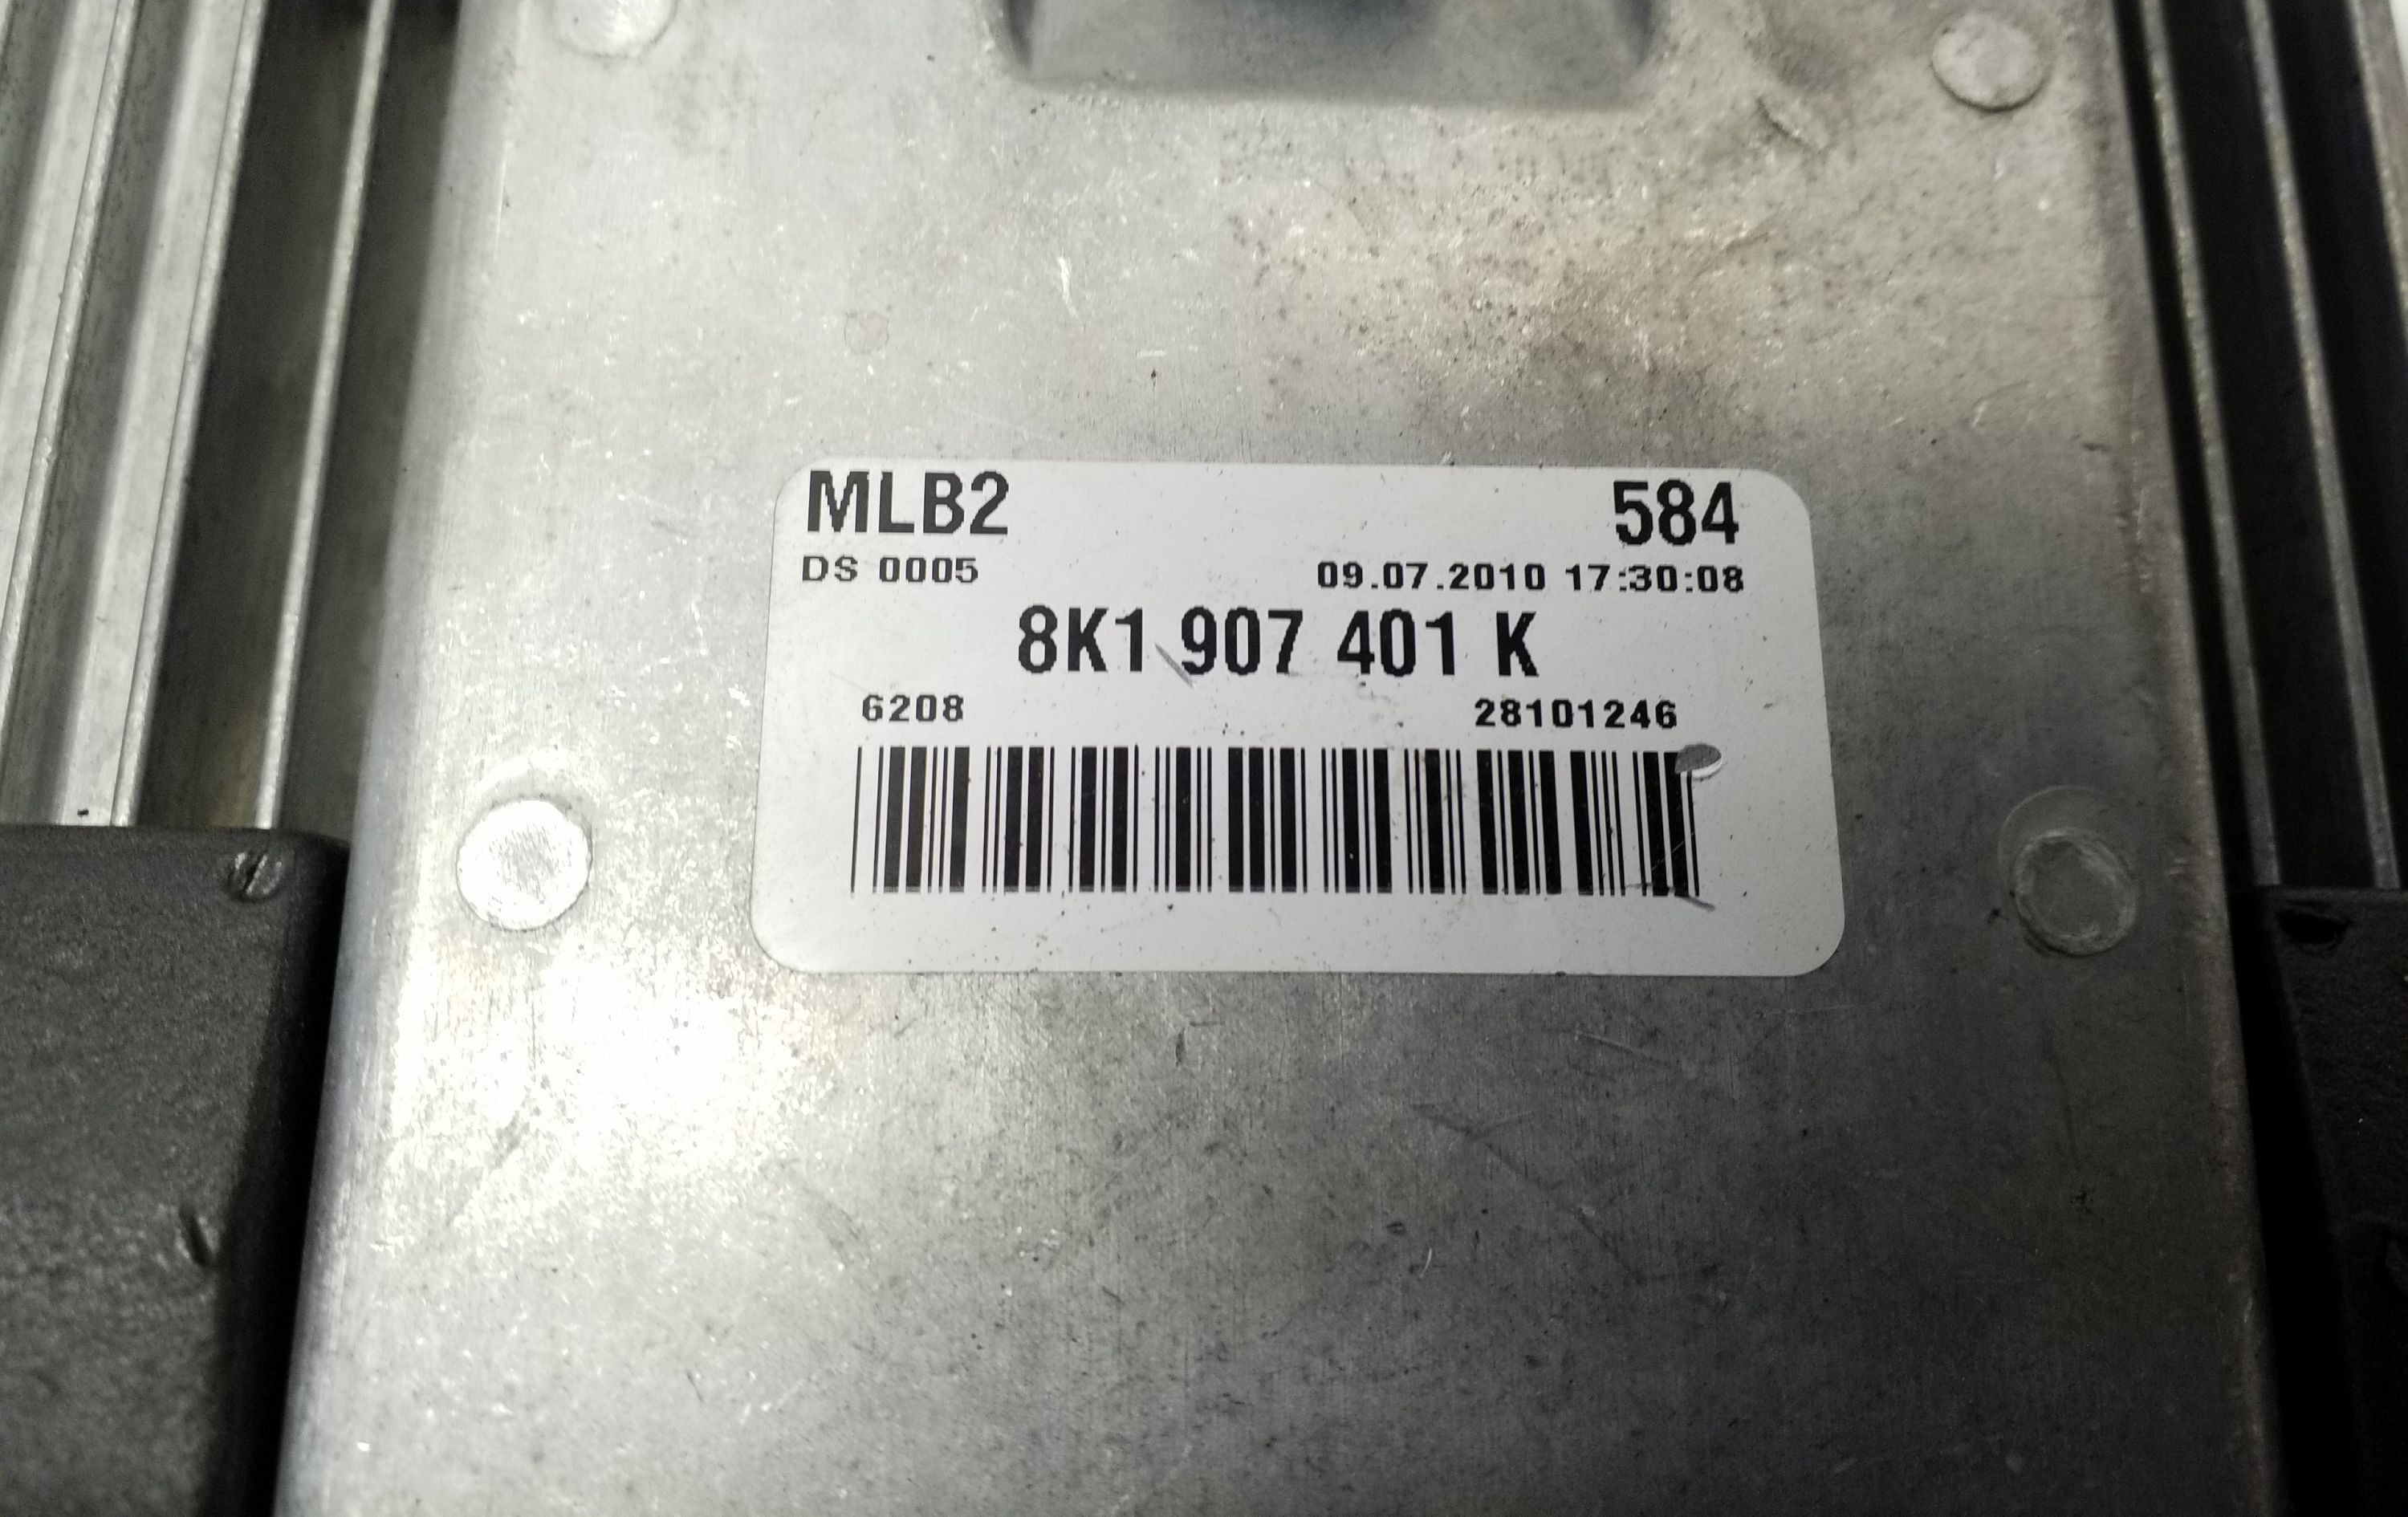 MLB2 584
DS 0005 09.07.2010 17:30:08
8K1 907 401 K
6208 28101246